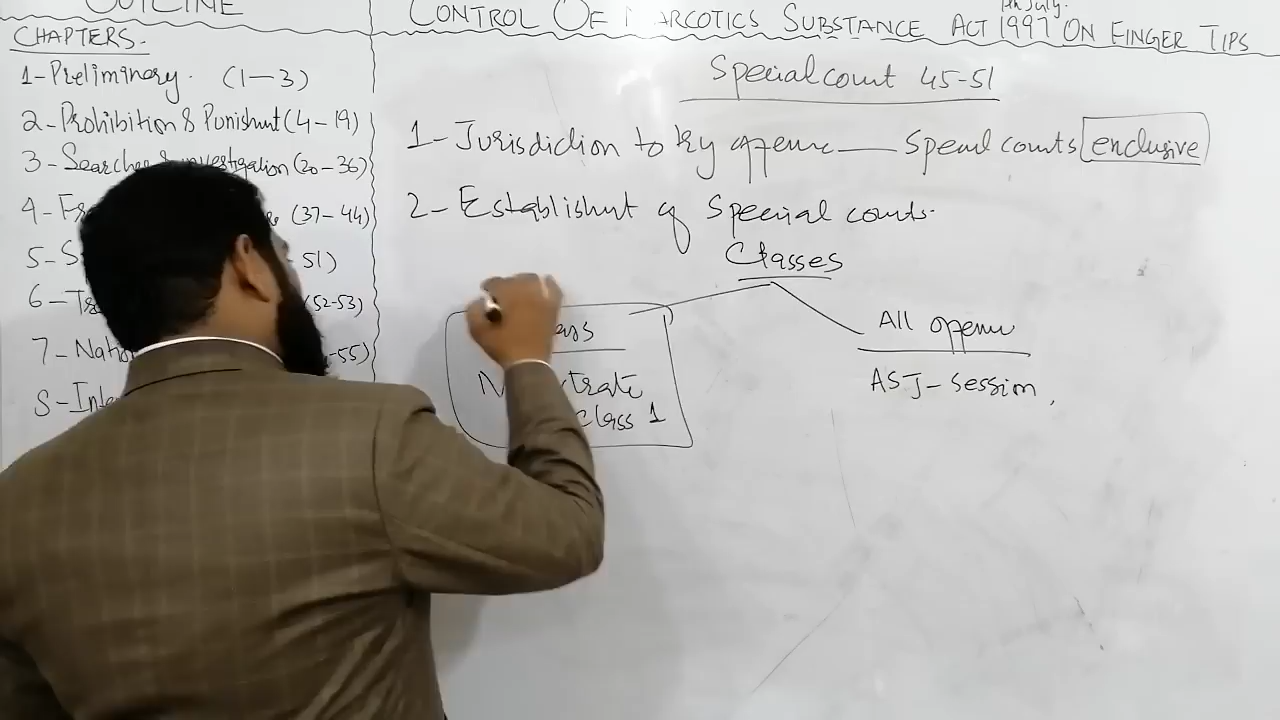 OUTLINE
CHAPTERS-
1-Preliminary. (1-3)
2-Prohibition & Punishmt (4-19)
3-Searches & investigation (20-36)
4- (37-44)
5-S 51)
6- (52-53)
7-Natio -55)
8-Inte
CONTROL OF NARCOTICS SUBSTANCE ACT 1997 ON FINGER TIPS
July.
Special court 45-51
1-Jurisdiction to try offence — Special courts exclusive
2-Establishmt of Special courts.
Classes
All offence
ASJ-Session,
trate
Class 1